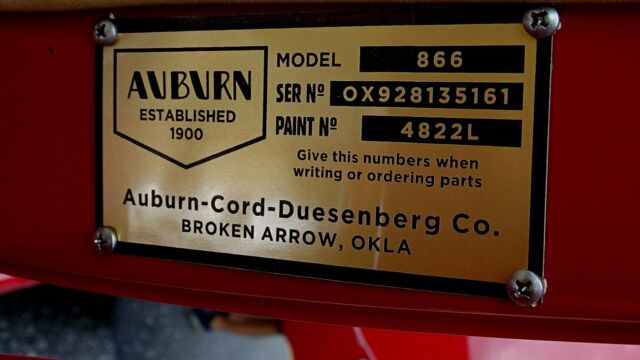 AUBURN
ESTABLISHED
1900
MODEL 866
SER Nº OX928135161
PAINT Nº 4822L
Give this numbers when
writing or ordering parts
Auburn-Cord-Duesenberg Co.
BROKEN ARROW, OKLA